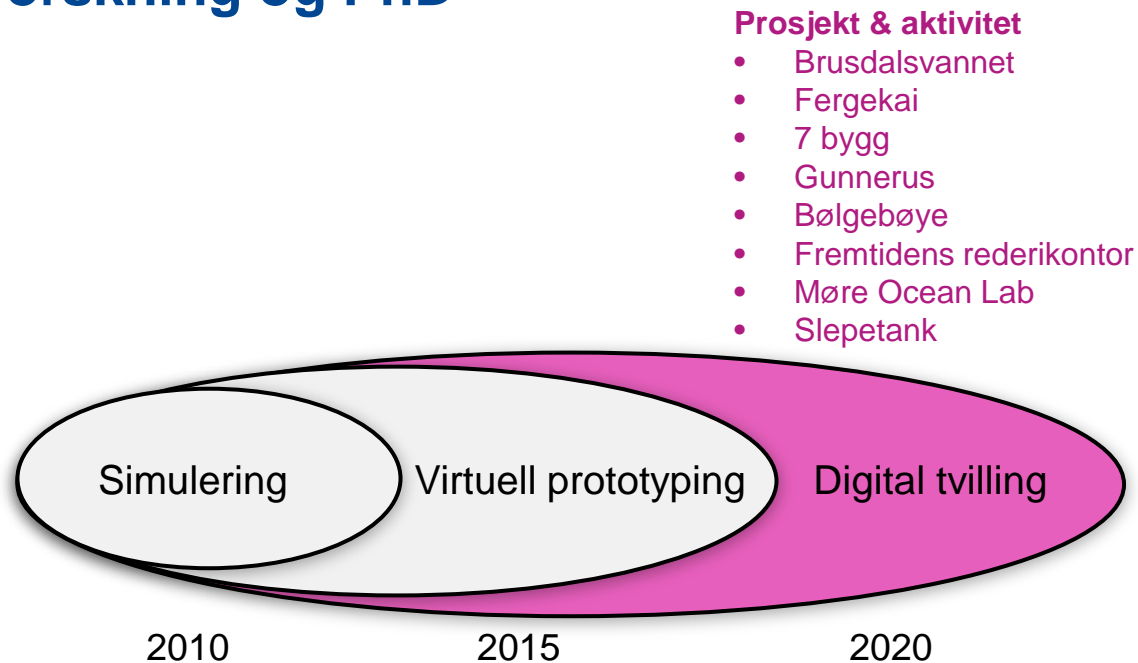 Prosjekt & aktivitet
• Brusdalsvannet
• Fergekai
• 7 bygg
• Gunnerus
• Bølgebøye
• Fremtidens rederikontor
• Møre Ocean Lab
• Slepetank
Simulering
Virtuell prototyping
Digital tvilling
2010
2015
2020